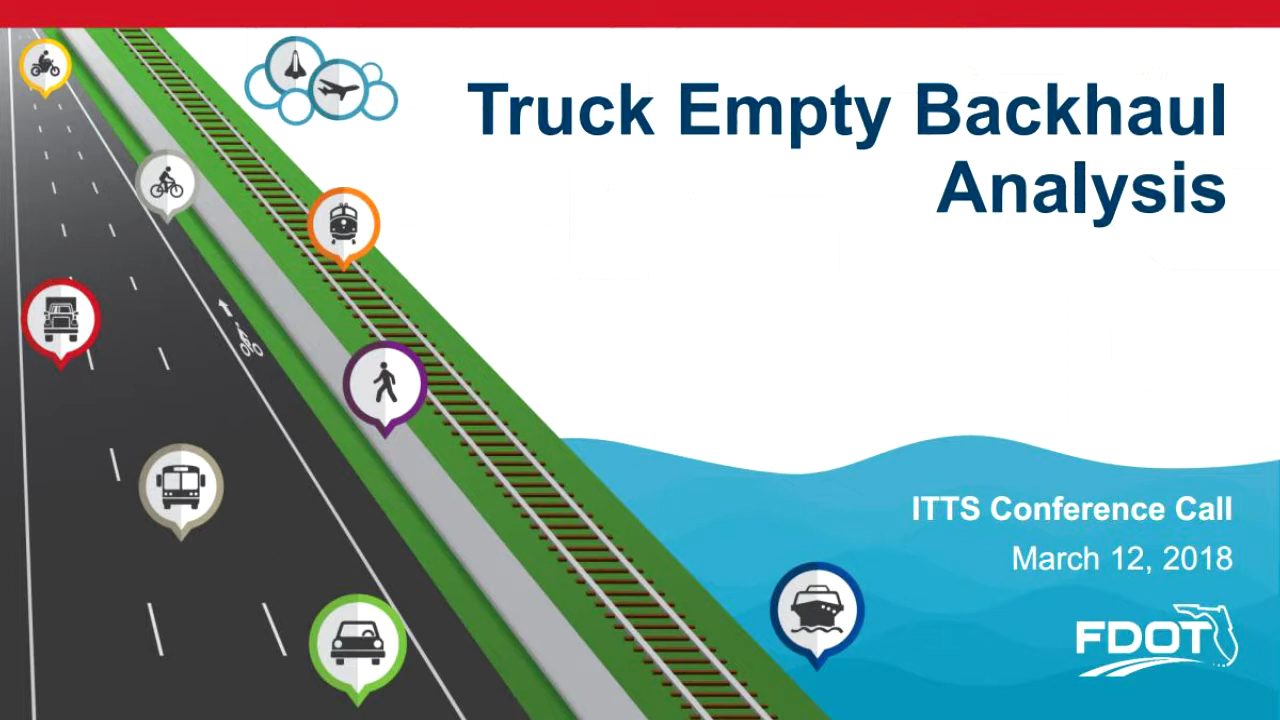 Truck Empty Backhaul
Analysis
ITTS Conference Call
March 12, 2018
FDOT